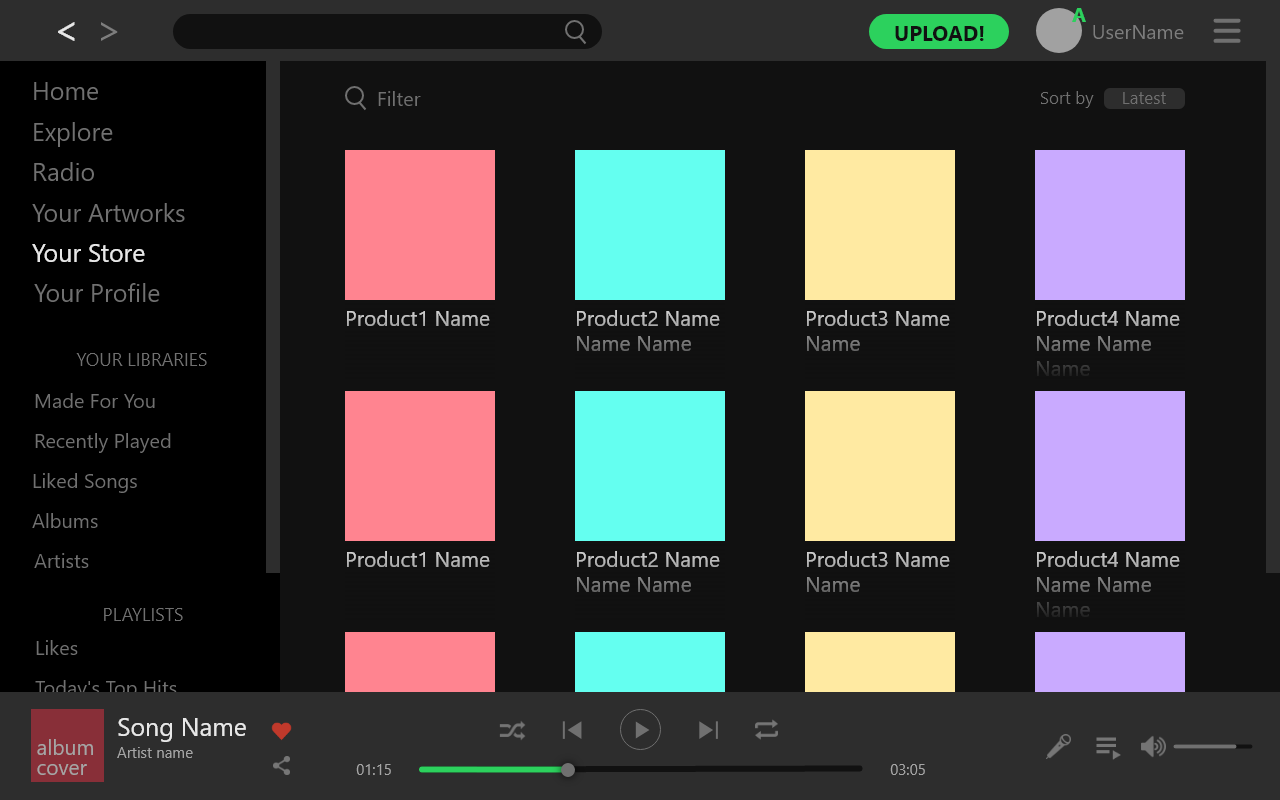 < >
UPLOAD!
A
UserName
Home
Explore
Radio
Your Artworks
Your Store
Your Profile
YOUR LIBRARIES
Made For You
Recently Played
Liked Songs
Albums
Artists
PLAYLISTS
Likes
Today's Top Hits
Filter
Sort by Latest
Product1 Name
Product2 Name
Name Name
Product3 Name
Name
Product4 Name
Name Name
Name
Product1 Name
Product2 Name
Name Name
Product3 Name
Name
Product4 Name
Name Name
Name
album
cover
Song Name
Artist name
01:15
03:05